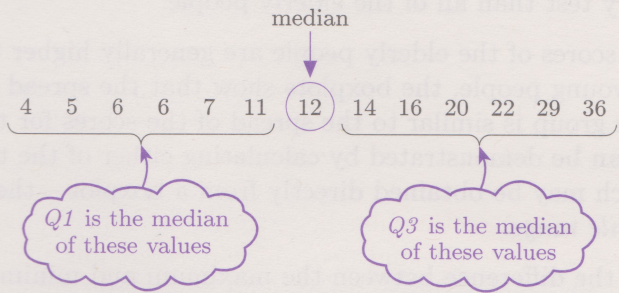 median
4 5 6 6 7 11 12 14 16 20 22 29 36
Q1 is the median
of these values
Q3 is the median
of these values